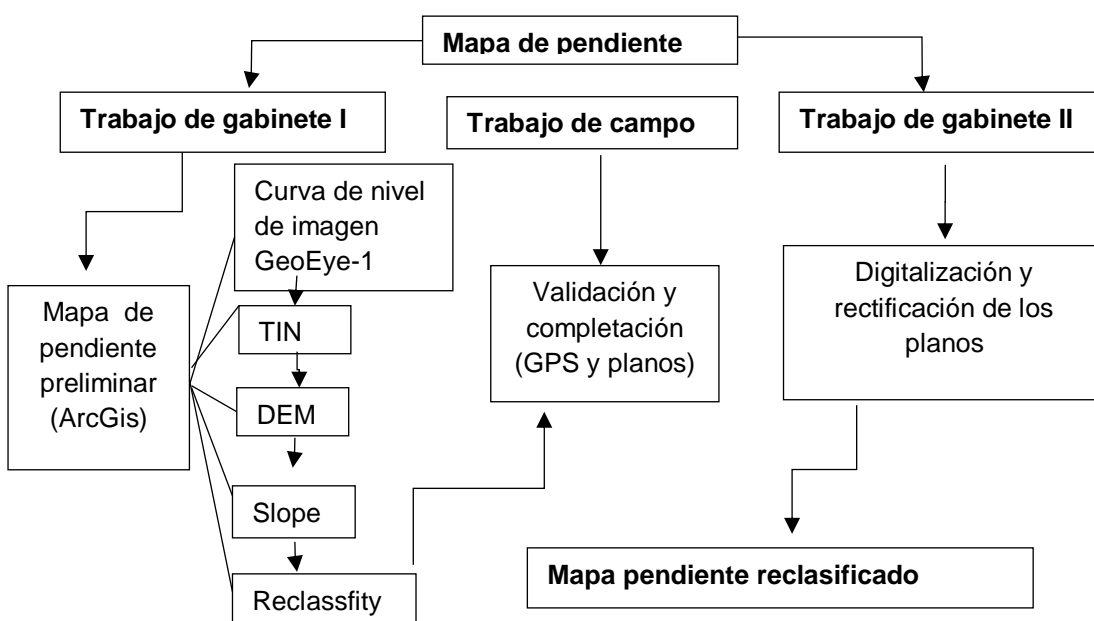 Mapa de pendiente
Trabajo de gabinete I
Trabajo de campo
Trabajo de gabinete II
Curva de nivel
de imagen
GeoEye-1
TIN
DEM
Slope
Reclassfity
Mapa de
pendiente
preliminar
(ArcGis)
Validación y
completación
(GPS y planos)
Digitalización y
rectificación de los
planos
Mapa pendiente reclasificado